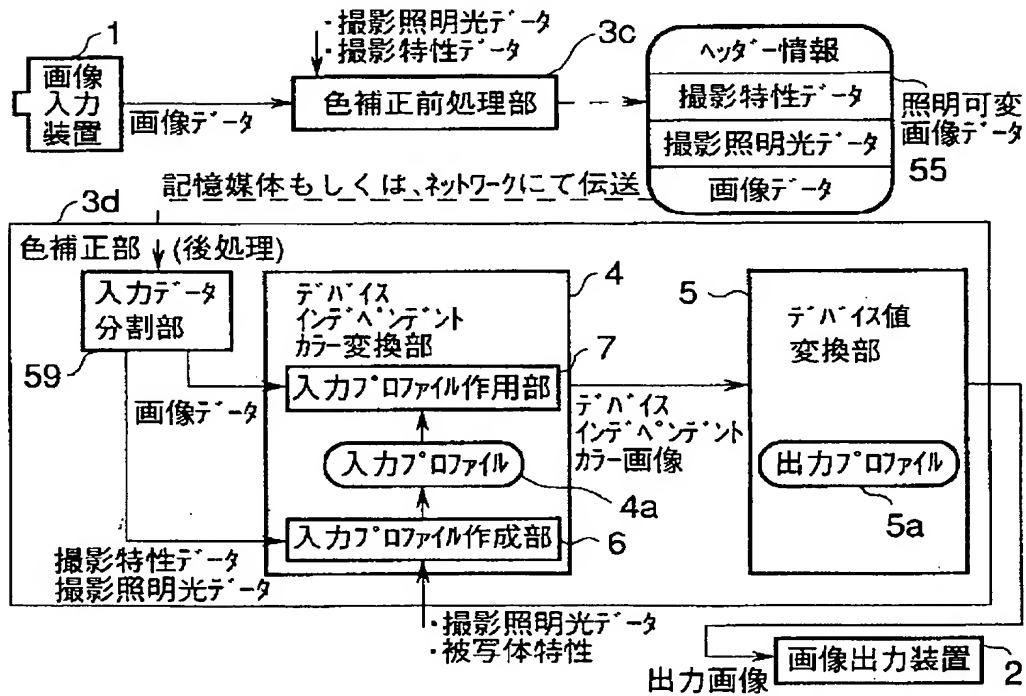 1
画像
入力
装置
画像データ
・撮影照明光データ
・撮影特性データ
3c
色補正前処理部
ヘッダー情報
撮影特性データ
撮影照明光データ
画像データ
照明可変
画像データ
55
記憶媒体もしくは、ネットワークにて伝送
3d
色補正部 (後処理)
入力データ
分割部
59
画像データ
撮影特性データ
撮影照明光データ
4
デバイス
インデペンデント
カラー変換部
7
入力プロファイル作用部
入力プロファイル
4a
入力プロファイル作成部
6
・撮影照明光データ
・被写体特性
デバイス
インデペンデント
カラー画像
5
デバイス値
変換部
出力プロファイル
5a
出力画像
画像出力装置
2